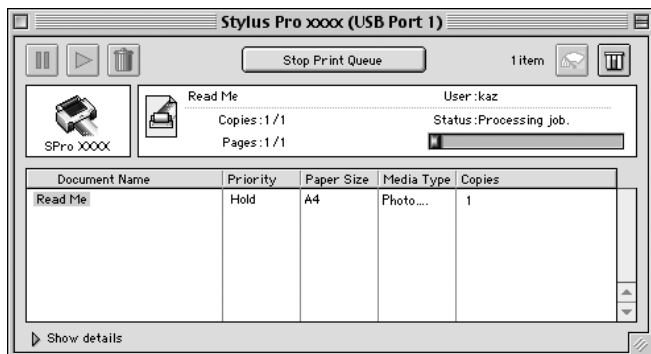 Stylus Pro xxxx (USB Port 1)
Stop Print Queue
1 item
SPro XXXX
Read Me
User :kaz
Copies :1 /1
Status :Processing job.
Pages :1 /1
Document Name Priority Paper Size Media Type Copies
Read Me Hold A4 Photo.... 1
Show details